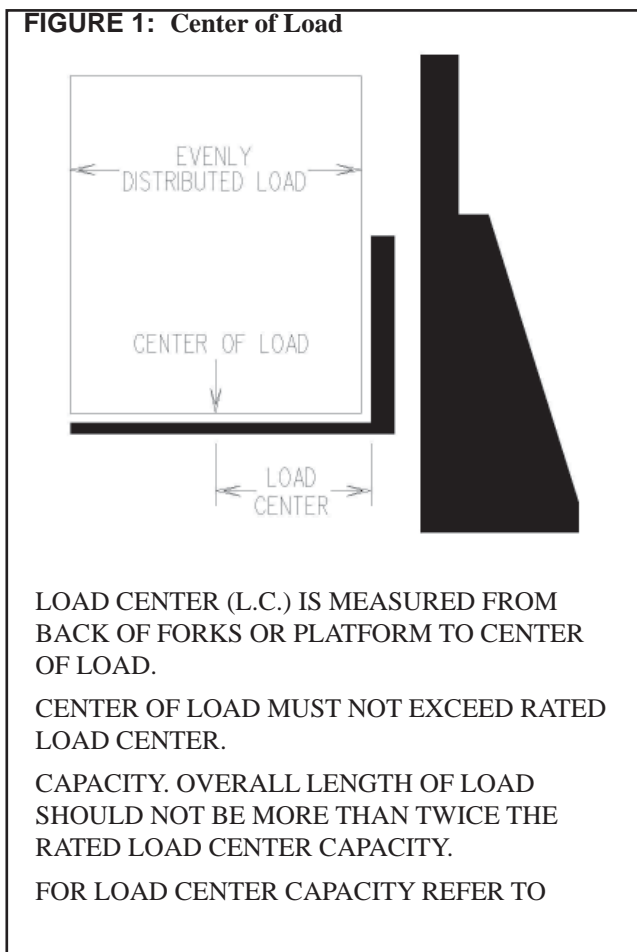 FIGURE 1: Center of Load
EVENLY
DISTRIBUTED LOAD
CENTER OF LOAD
LOAD
CENTER
LOAD CENTER (L.C.) IS MEASURED FROM
BACK OF FORKS OR PLATFORM TO CENTER
OF LOAD.
CENTER OF LOAD MUST NOT EXCEED RATED
LOAD CENTER.
CAPACITY. OVERALL LENGTH OF LOAD
SHOULD NOT BE MORE THAN TWICE THE
RATED LOAD CENTER CAPACITY.
FOR LOAD CENTER CAPACITY REFER TO